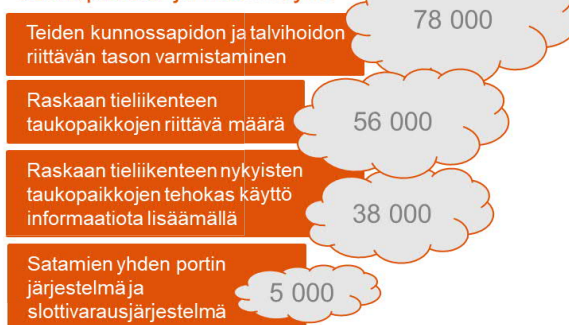 78 000
Teiden kunnossapidon ja talvihoidon
riittävän tason varmistaminen
Raskaan tieliikenteen
taukopaikkojen riittävä määrä
56 000
Raskaan tieliikenteen nykyisten
taukopaikkojen tehokas käyttö
informaatiota lisäämällä
38 000
Satamien yhden portin
järjestelmä ja
slottivarausjärjestelmä
5 000